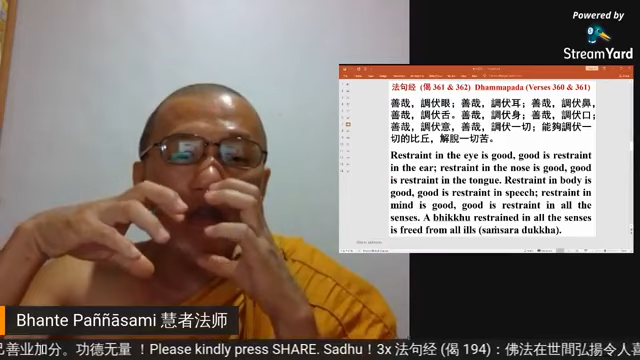 Powered by
StreamYard
法句经 (偈 361 & 362) Dhammapada (Verses 360 & 361)
善哉，調伏眼；善哉，調伏耳；善哉，調伏鼻，
善哉，調伏舌。善哉，調伏身；善哉，調伏口；
善哉，調伏意，善哉，調伏一切；能夠調伏一
切的比丘，解脫一切苦。
Restraint in the eye is good, good is restraint
in the ear; restraint in the nose is good, good
is restraint in the tongue. Restraint in body is
good, good is restraint in speech; restraint in
mind is good, good is restraint in all the
senses. A bhikkhu restrained in all the senses
is freed from all ills (saṁsara dukkha).
Bhante Paññāsami 慧者法师
己善业加分。功德无量 ！Please kindly press SHARE. Sadhu！3x 法句经 (偈 194)：佛法在世間弘揚令人喜